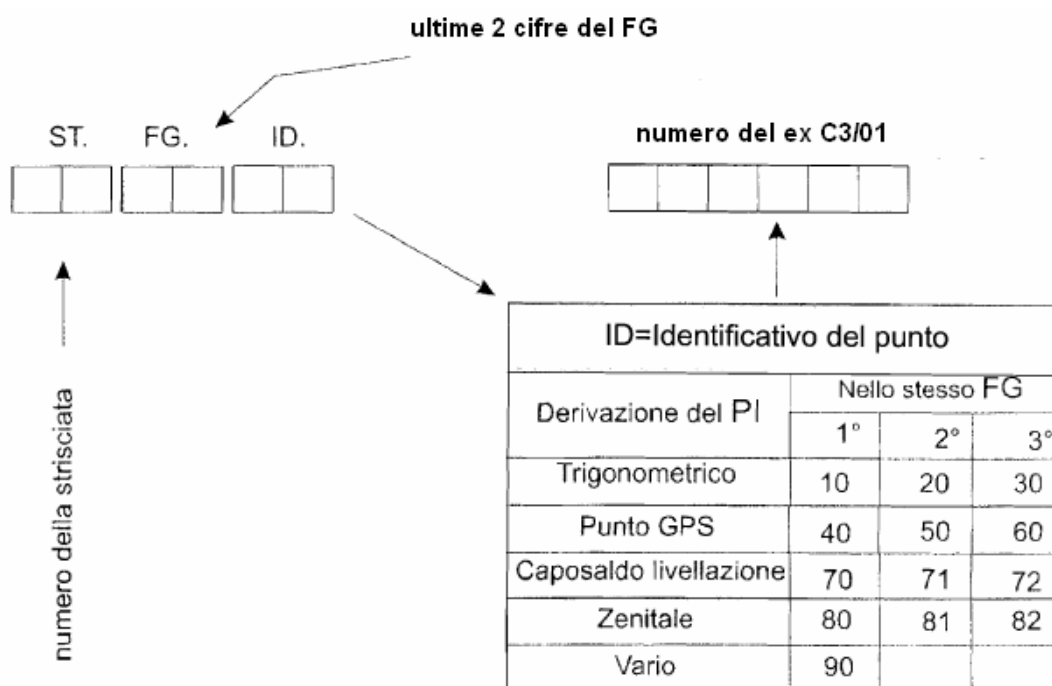 ultime 2 cifre del FG
ST. FG. ID.
numero del ex C3/01
numero della strisciata
ID=Identificativo del punto
Derivazione del PI
Nello stesso FG
1° 2° 3°
Trigonometrico 10 20 30
Punto GPS 40 50 60
Caposaldo livellazione 70 71 72
Zenitale 80 81 82
Vario 90